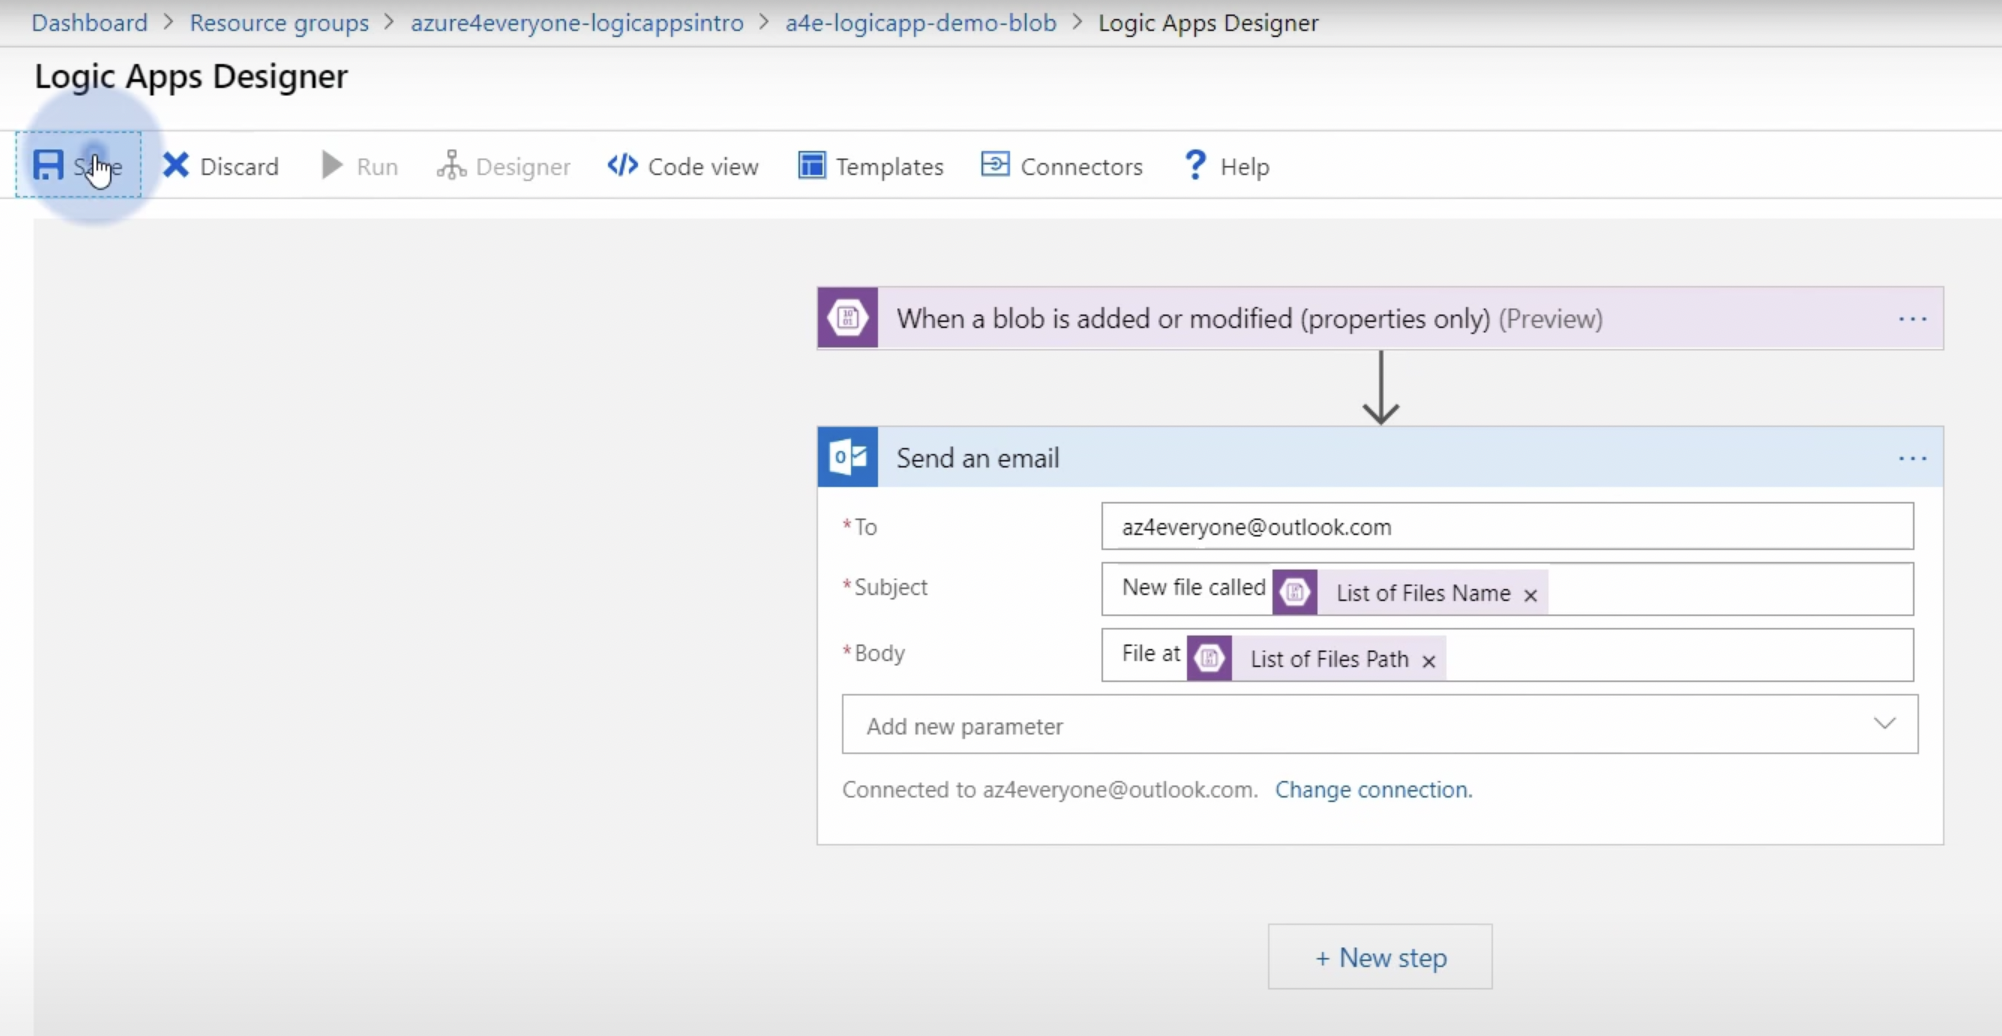 Dashboard > Resource groups > azure4everyone-logicappsintro > a4e-logicapp-demo-blob > Logic Apps Designer
Logic Apps Designer
Save Discard Run Designer Code view Templates Connectors Help
When a blob is added or modified (properties only) (Preview)
Send an email
*To az4everyone@outlook.com
*Subject New file called List of Files Name ×
*Body File at List of Files Path ×
Add new parameter
Connected to az4everyone@outlook.com. Change connection.
+ New step